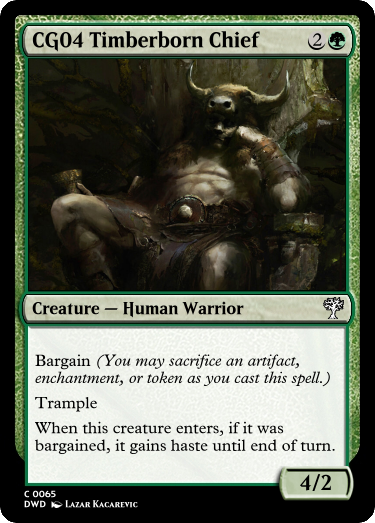 CG04 Timberborn Chief 2
Creature — Human Warrior
Bargain (You may sacrifice an artifact,
enchantment, or token as you cast this spell.)
Trample
When this creature enters, if it was
bargained, it gains haste until end of turn.
4/2
C 0065
DWD Lazar Kacarevic